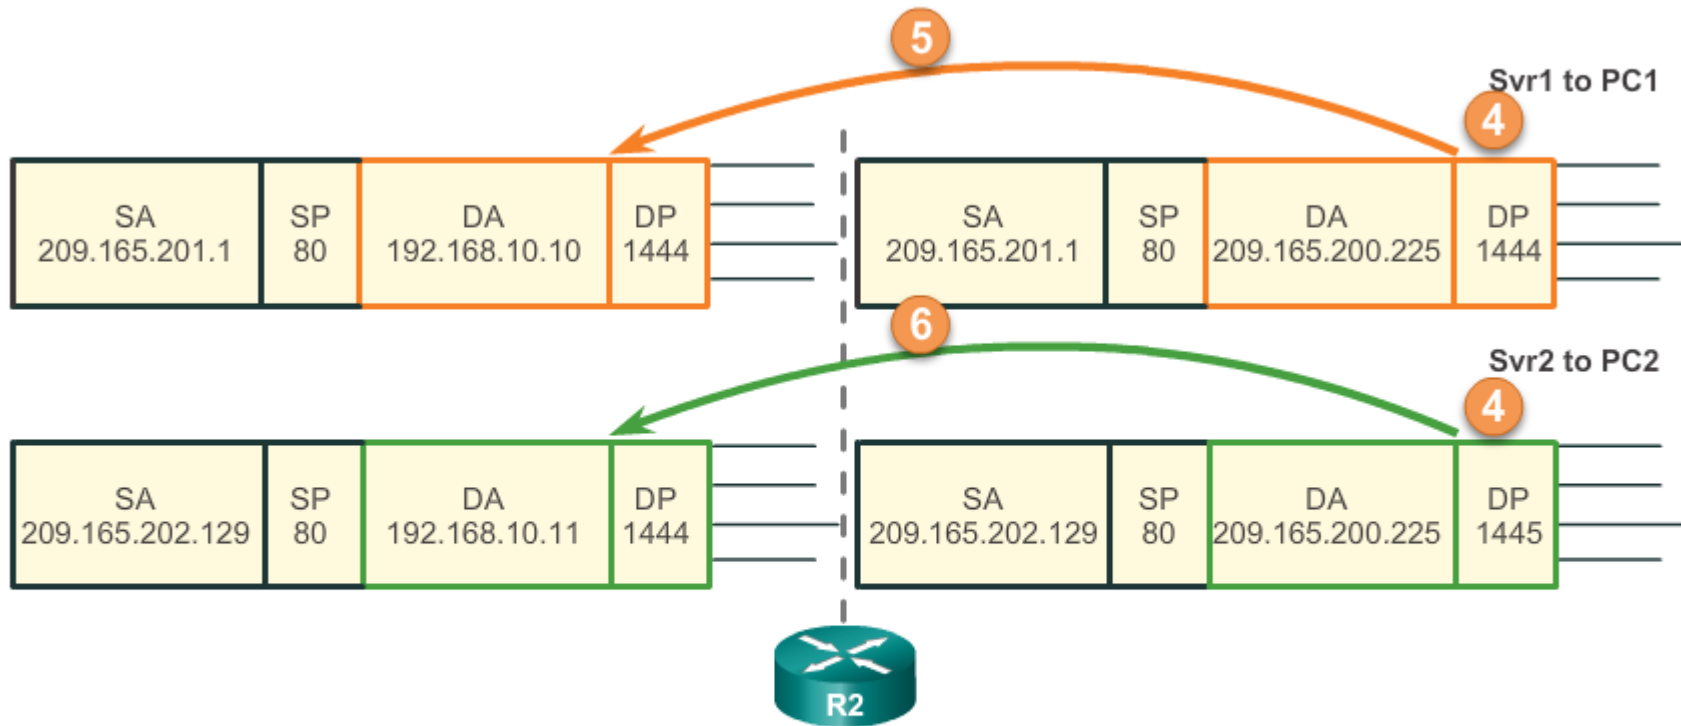 5
Svr1 to PC1
4
SA
209.165.201.1
SP
80
DA
192.168.10.10
DP
1444
SA
209.165.201.1
SP
80
DA
209.165.200.225
DP
1444
6
Svr2 to PC2
4
SA
209.165.202.129
SP
80
DA
192.168.10.11
DP
1444
SA
209.165.202.129
SP
80
DA
209.165.200.225
DP
1445
R2